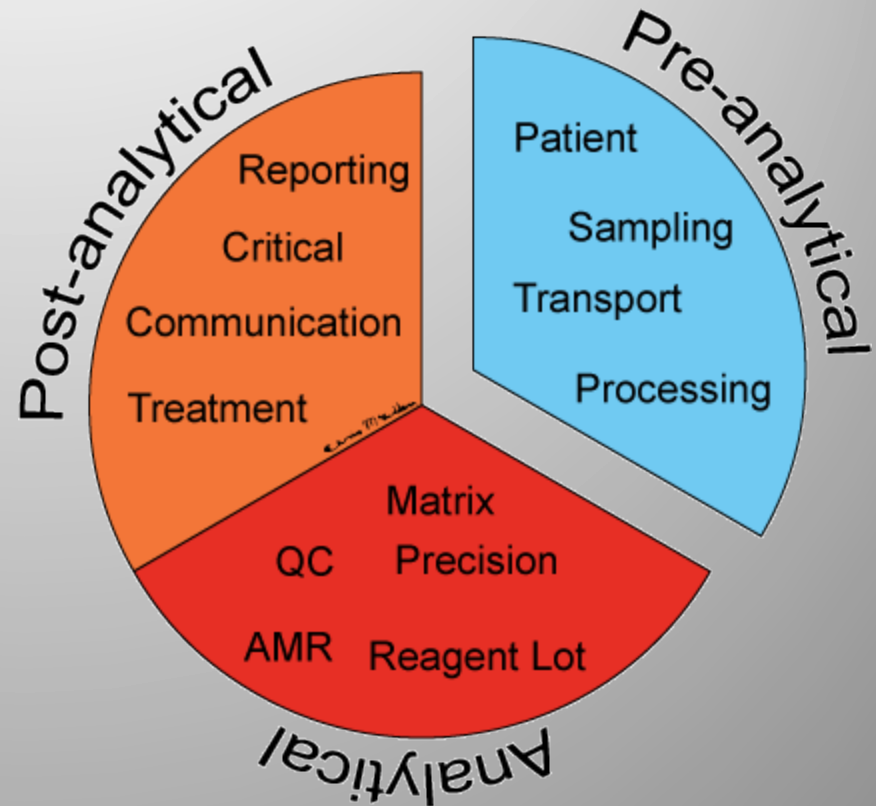 Pre-analytical
Patient
Sampling
Transport
Processing
Analytical
Matrix
QC Precision
AMR Reagent Lot
Post-analytical
Reporting
Critical
Communication
Treatment